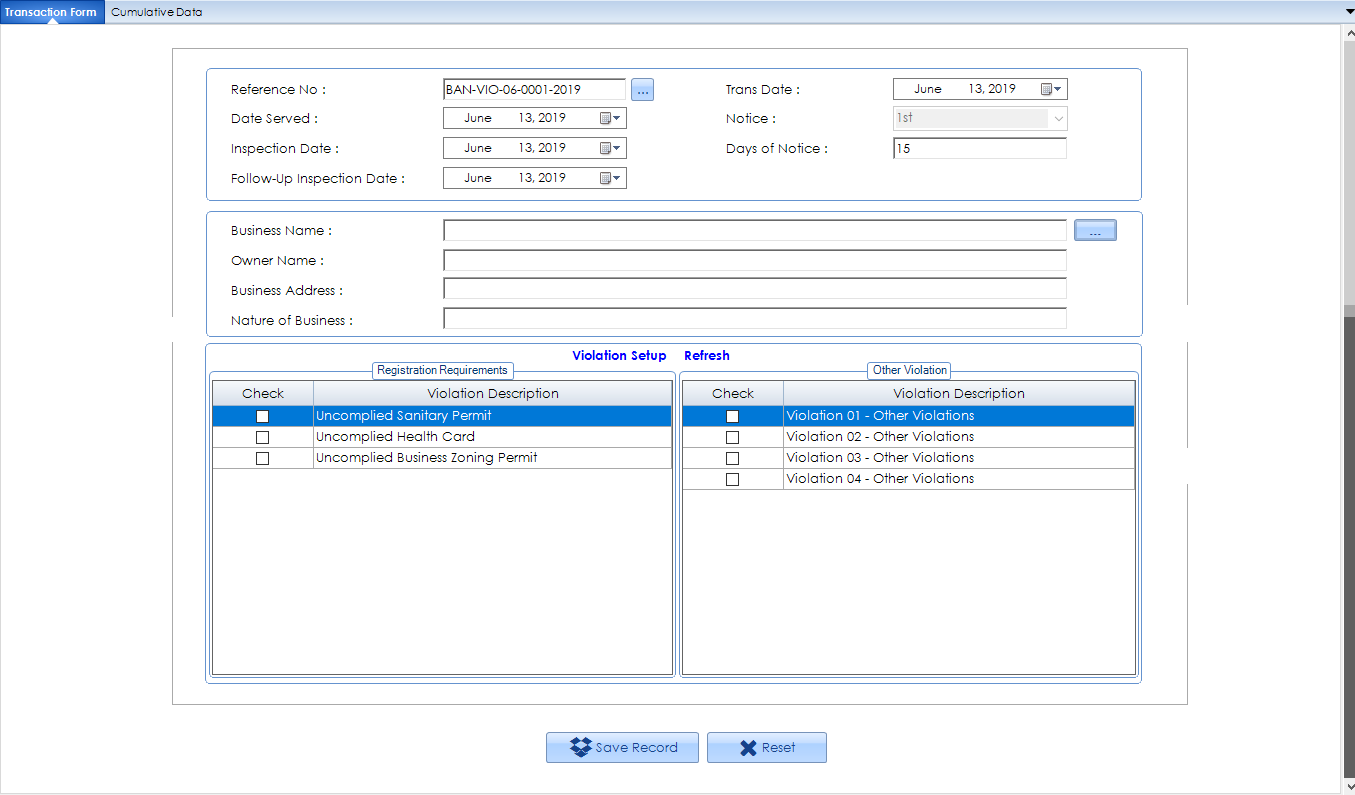 Transaction Form Cumulative Data
Reference No : BAN-VIO-06-0001-2019 ... Trans Date : June 13, 2019
Date Served : June 13, 2019 Notice : 1st
Inspection Date : June 13, 2019 Days of Notice : 15
Follow-Up Inspection Date : June 13, 2019
Business Name : ...
Owner Name :
Business Address :
Nature of Business :
Violation Setup Refresh
Registration Requirements Other Violation
Check Violation Description Check Violation Description
Uncomplied Sanitary Permit Violation 01 - Other Violations
Uncomplied Health Card Violation 02 - Other Violations
Uncomplied Business Zoning Permit Violation 03 - Other Violations
Violation 04 - Other Violations
Save Record Reset